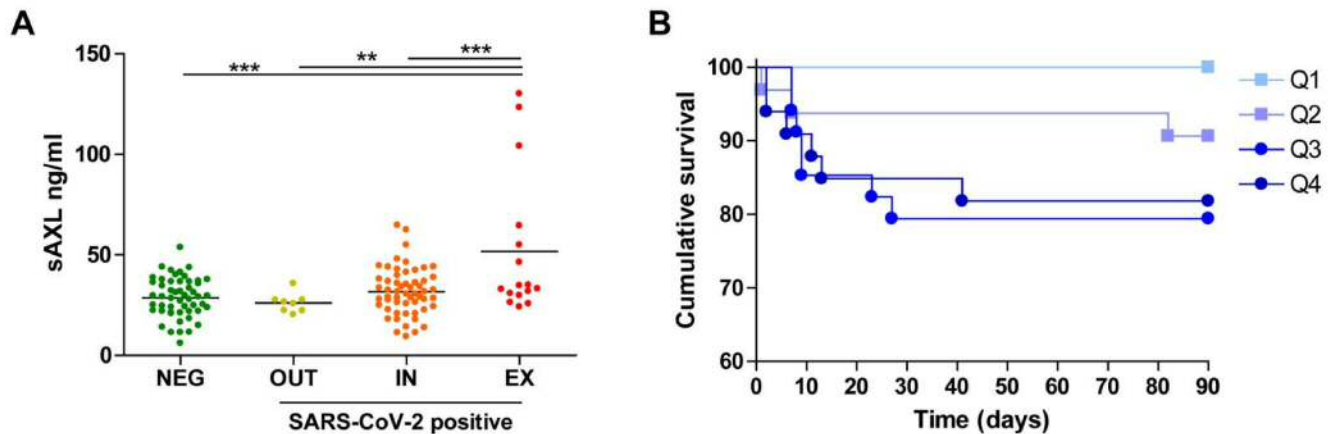 A
sAXL ng/ml
150
100
50
0
***
**
***
NEG OUT IN EX
SARS-CoV-2 positive
B
Cumulative survival
100
90
80
70
60
0 10 20 30 40 50 60 70 80 90
Time (days)
Q1
Q2
Q3
Q4